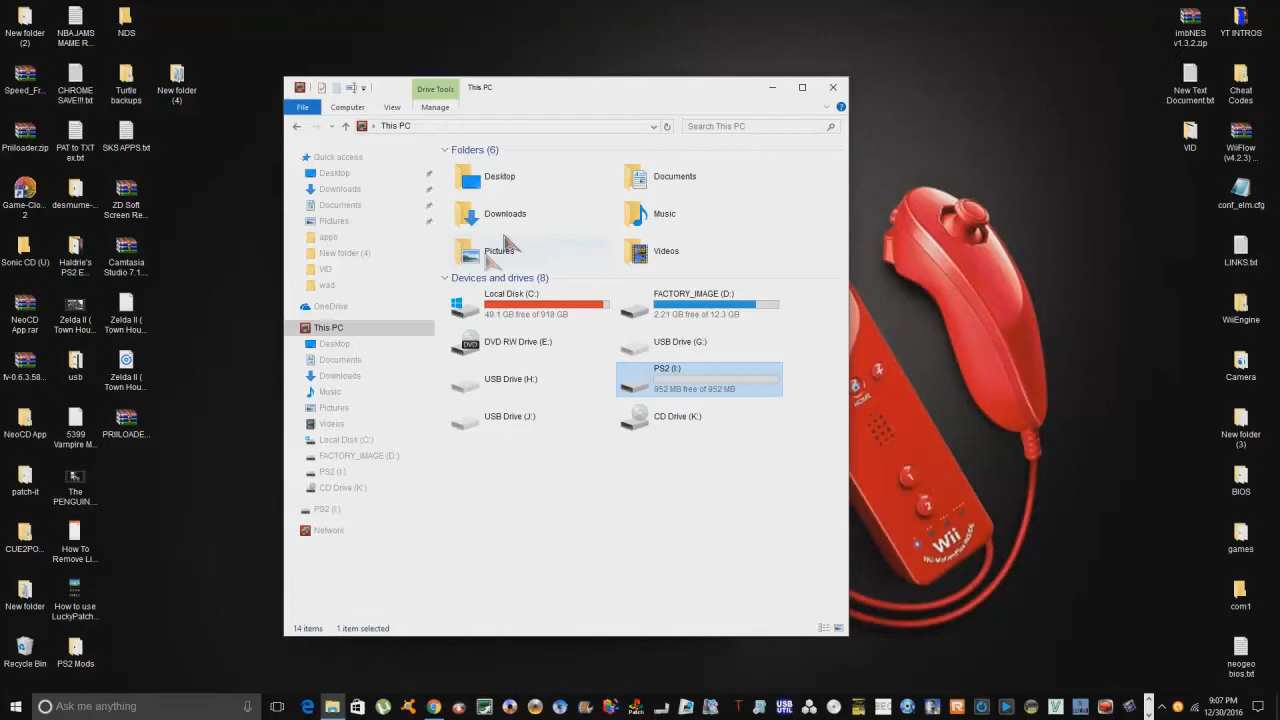 New folder
(2)
NBAJAMS
MAME R...
NDS
Speed_Fr...
CHROME
SAVE!!!.txt
Turtle
backups
New folder
(4)
Priiloader.zip
PAT to TXT
ex.txt
SKS APPS.txt
Game-Clo...
2
desmume-...
ZD Soft
Screen Re...
Sonic CD (U)
Haldrie's
PS2 E...
Camtasia
Studio 7.1...
NeoCD
App.rar
Zelda II (
Town Hou...
Zelda II (
Town Hou...
fv-0.6.3.58...
usb
Zelda II (
Town Hou...
NeoCD App
5399
Vampire M...
PRIILOADE...
patch-it
The
PENGUIN...
CUE2PO...
How To
Remove Li...
New folder
How to use
LuckyPatch...
Recycle Bin
PS2 Mods
Drive Tools
This PC
File
Computer
View
Manage
This PC
Search This PC
Quick access
Desktop
Downloads
Documents
Pictures
apps
New folder (4)
VID
wad
OneDrive
This PC
Desktop
Documents
Downloads
Music
Pictures
Videos
Local Disk (C:)
FACTORY_IMAGE (D:)
PS2 (I:)
CD Drive (K:)
PS2 (I:)
Network
Folders (6)
Desktop
Documents
Downloads
Music
Pictures
Videos
Devices and drives (8)
Local Disk (C:)
49.1 GB free of 918 GB
FACTORY_IMAGE (D:)
2.21 GB free of 12.3 GB
DVD RW Drive (E:)
USB Drive (G:)
USB Drive (H:)
PS2 (I:)
952 MB free of 952 MB
USB Drive (J:)
CD Drive (K:)
14 items
1 item selected
imbNES
v1.3.2.zip
YT INTROS
New Text
Document.txt
Cheat
Codes
VID
WiiFlow
(v4.2.3) ...
conf_elm.cfg
LINKS.txt
WiiEngine
Camera
New folder
(3)
BIOS
games
com1
neogeo
bios.txt
HOME
1
2
Wii
Wii MotionPlus INSIDE
Ask me anything
Patch
USB
9:07 PM
12/30/2016